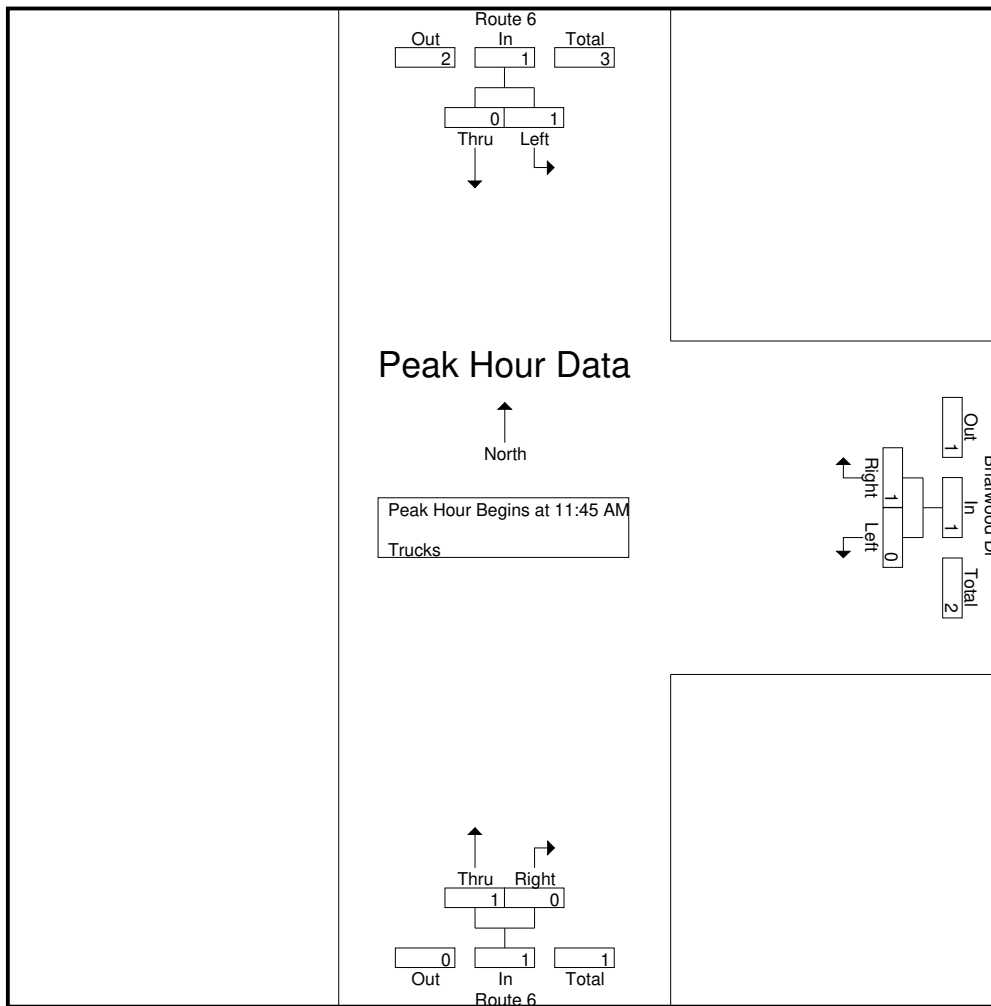 Route 6
Out In Total
2 1 3
0 1
Thru Left
Peak Hour Data
North
Peak Hour Begins at 11:45 AM
Trucks
Out In Total
1 1 2
Right Left
1 0
Thru Right
1 0
0 1 1
Out In Total
Route 6